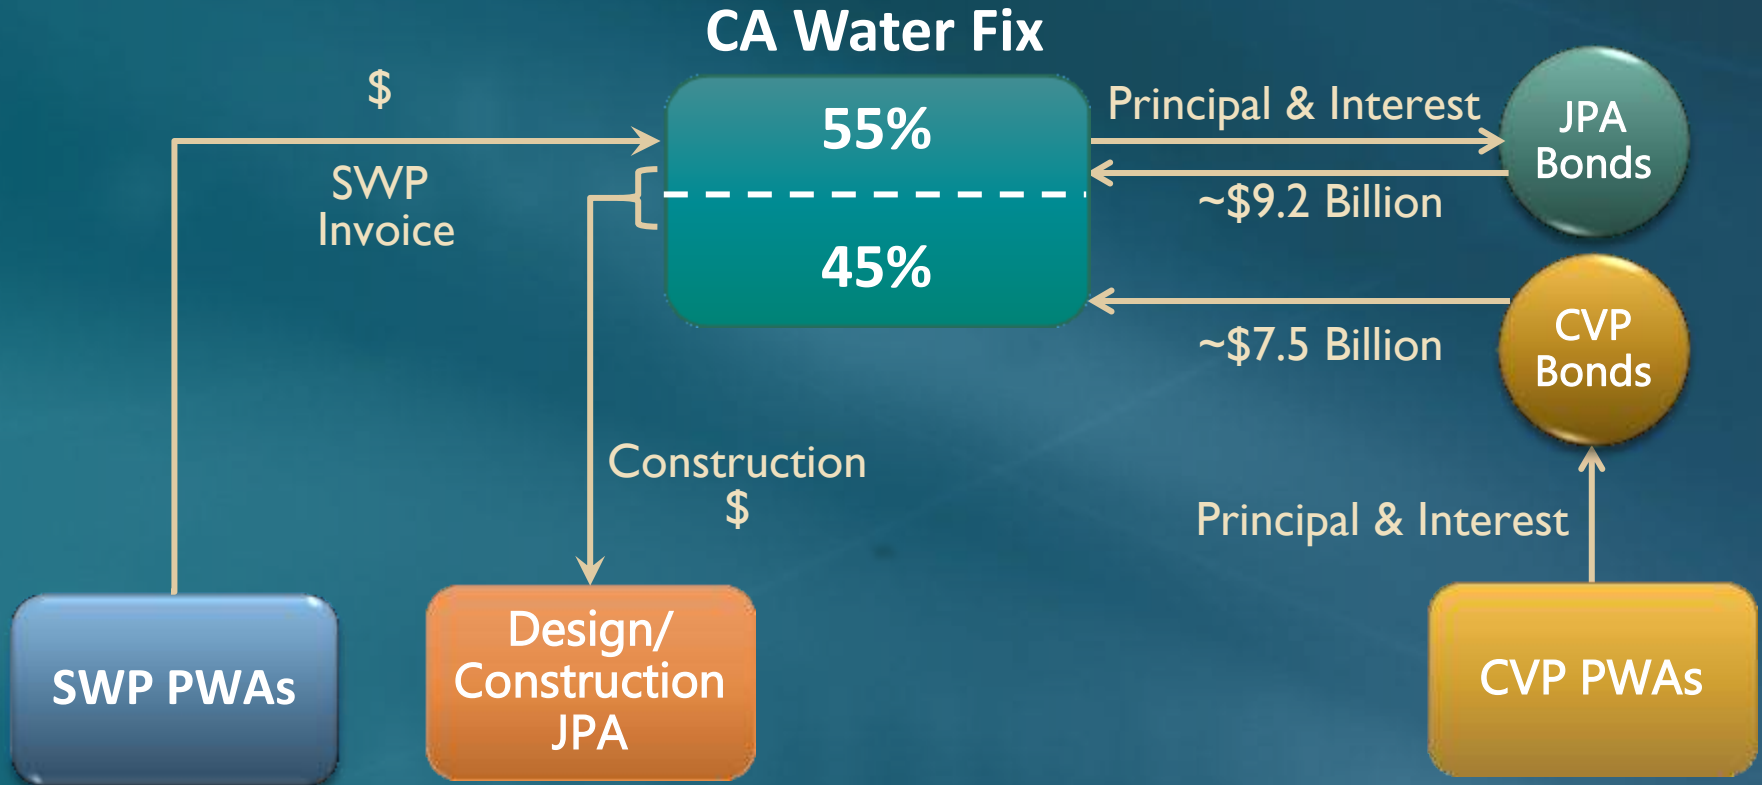 CA Water Fix
$
SWP
Invoice
55%
45%
Principal & Interest
~$9.2 Billion
JPA
Bonds
~$7.5 Billion
CVP
Bonds
Construction
$
Principal & Interest
SWP PWAs
Design/
Construction
JPA
CVP PWAs